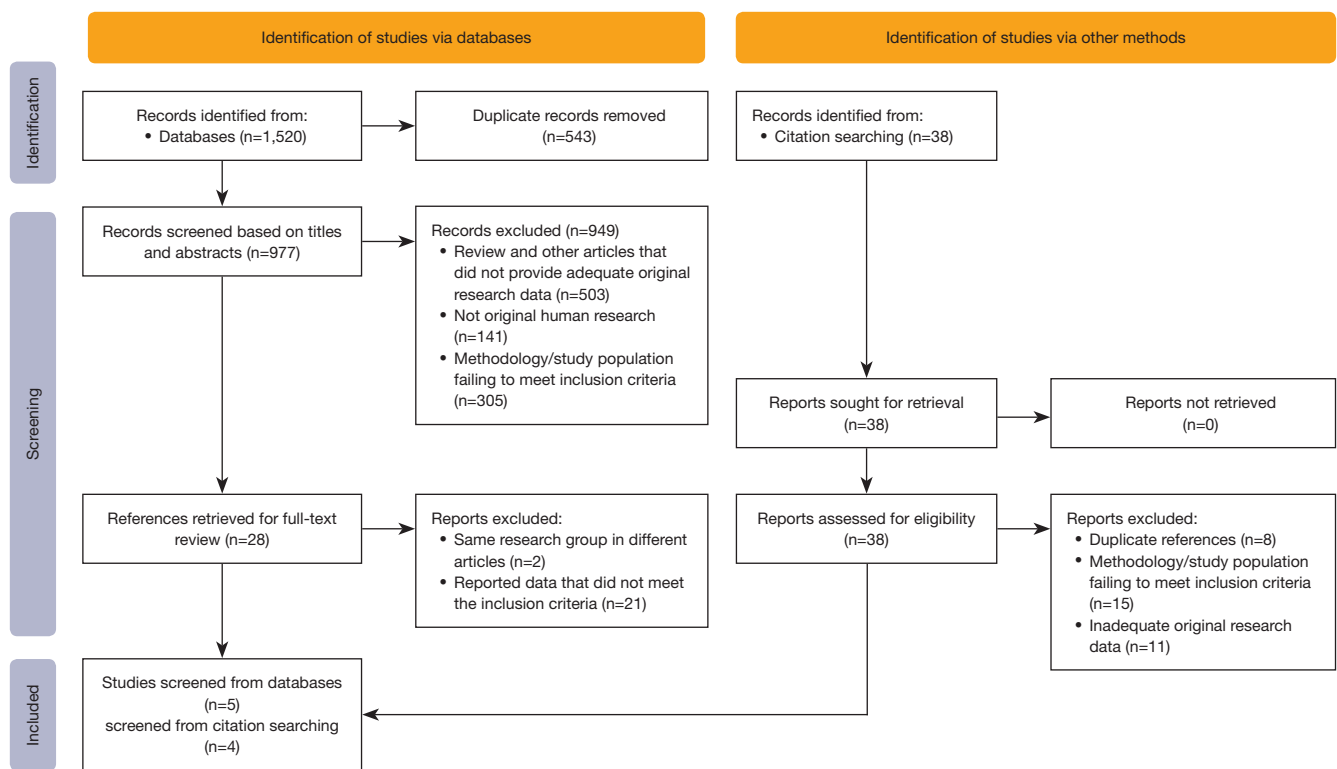 Identification of studies via databases
Identification of studies via other methods
Identification
Records identified from:
• Databases (n=1,520)
Duplicate records removed
(n=543)
Records identified from:
• Citation searching (n=38)
Screening
Records screened based on titles
and abstracts (n=977)
Records excluded (n=949)
• Review and other articles that
did not provide adequate original
research data (n=503)
• Not original human research
(n=141)
• Methodology/study population
failing to meet inclusion criteria
(n=305)
Reports sought for retrieval
(n=38)
Reports not retrieved
(n=0)
References retrieved for full-text
review (n=28)
Reports excluded:
• Same research group in different
articles (n=2)
• Reported data that did not meet
the inclusion criteria (n=21)
Reports assessed for eligibility
(n=38)
Reports excluded:
• Duplicate references (n=8)
• Methodology/study population
failing to meet inclusion criteria
(n=15)
• Inadequate original research
data (n=11)
Included
Studies screened from databases
(n=5)
screened from citation searching
(n=4)